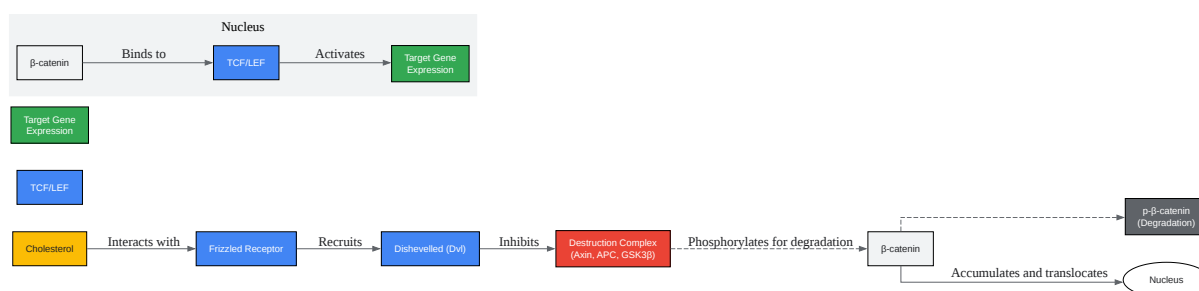 Nucleus
β-catenin
Binds to
TCF/LEF
Activates
Target Gene
Expression
Target Gene
Expression
TCF/LEF
Cholesterol
Interacts with
Frizzled Receptor
Recruits
Dishevelled (Dvl)
Inhibits
Destruction Complex
(Axin, APC, GSK3β)
Phosphorylates for degradation
β-catenin
p-β-catenin
(Degradation)
Accumulates and translocates
Nucleus